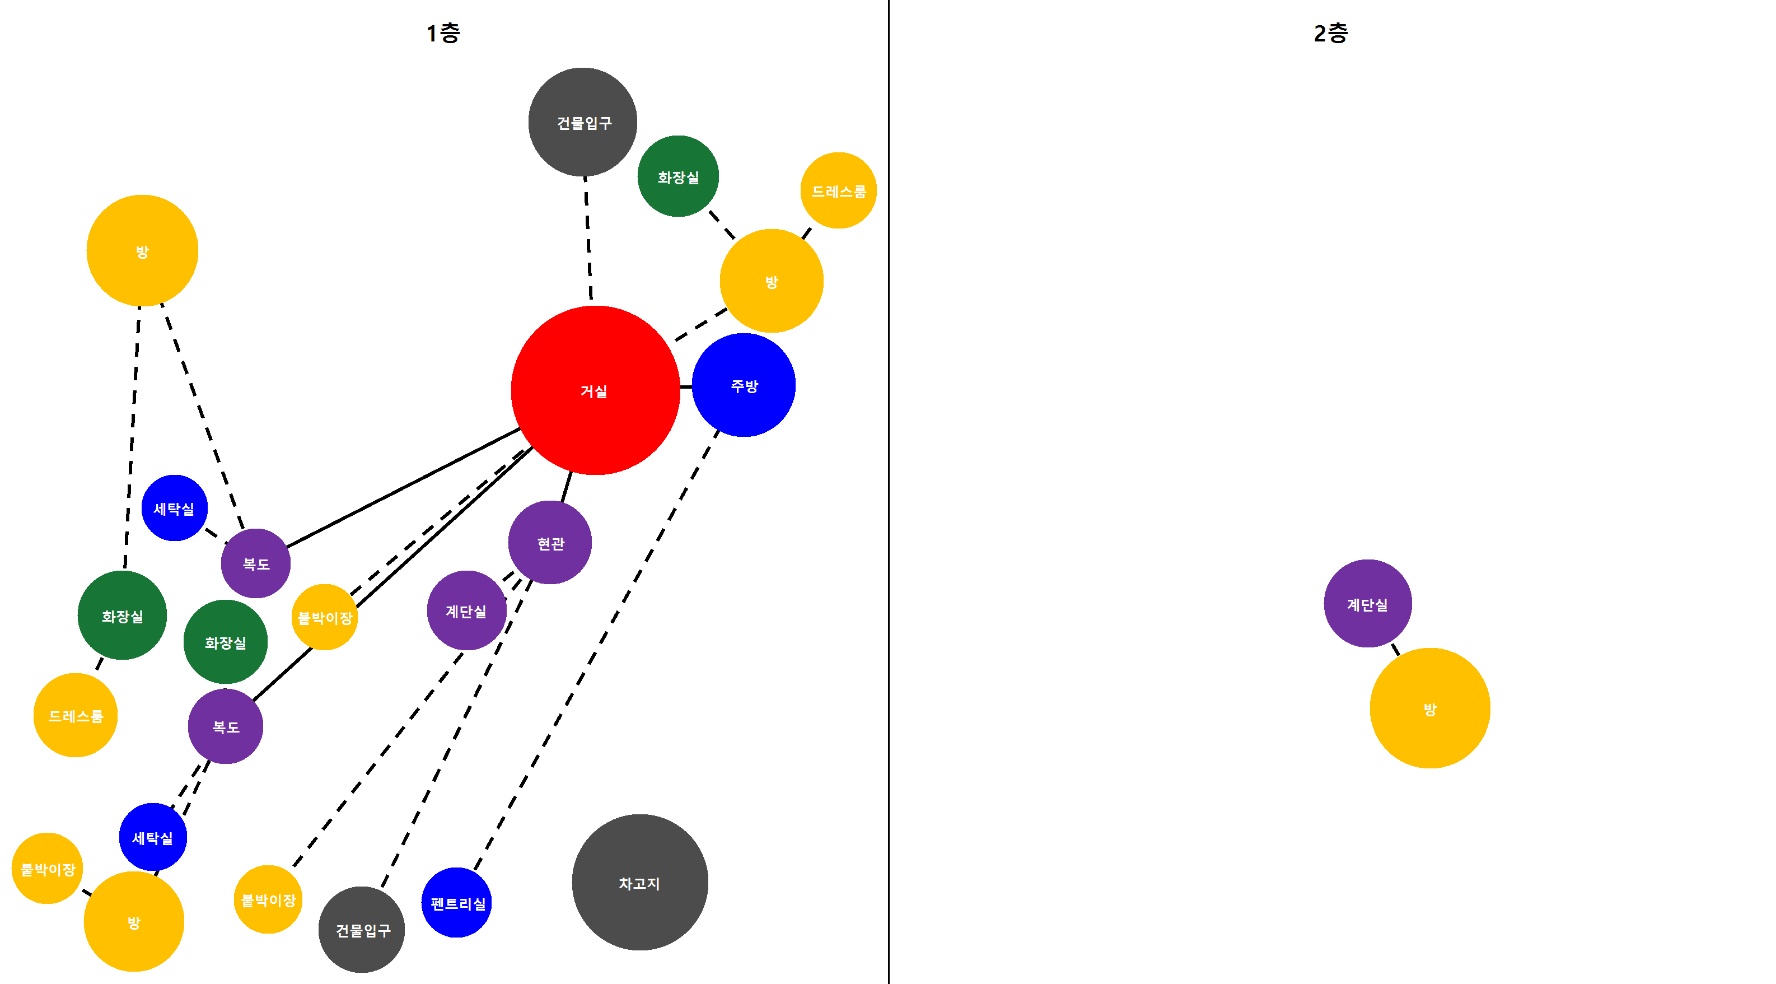 1층
2층
건물입구
화장실
드레스룸
방
방
거실
주방
세탁실
현관
복도
계단실
계단실
화장실
붙박이장
화장실
드레스룸
방
복도
세탁실
붙박이장
차고지
붙박이장
펜트리실
방
건물입구